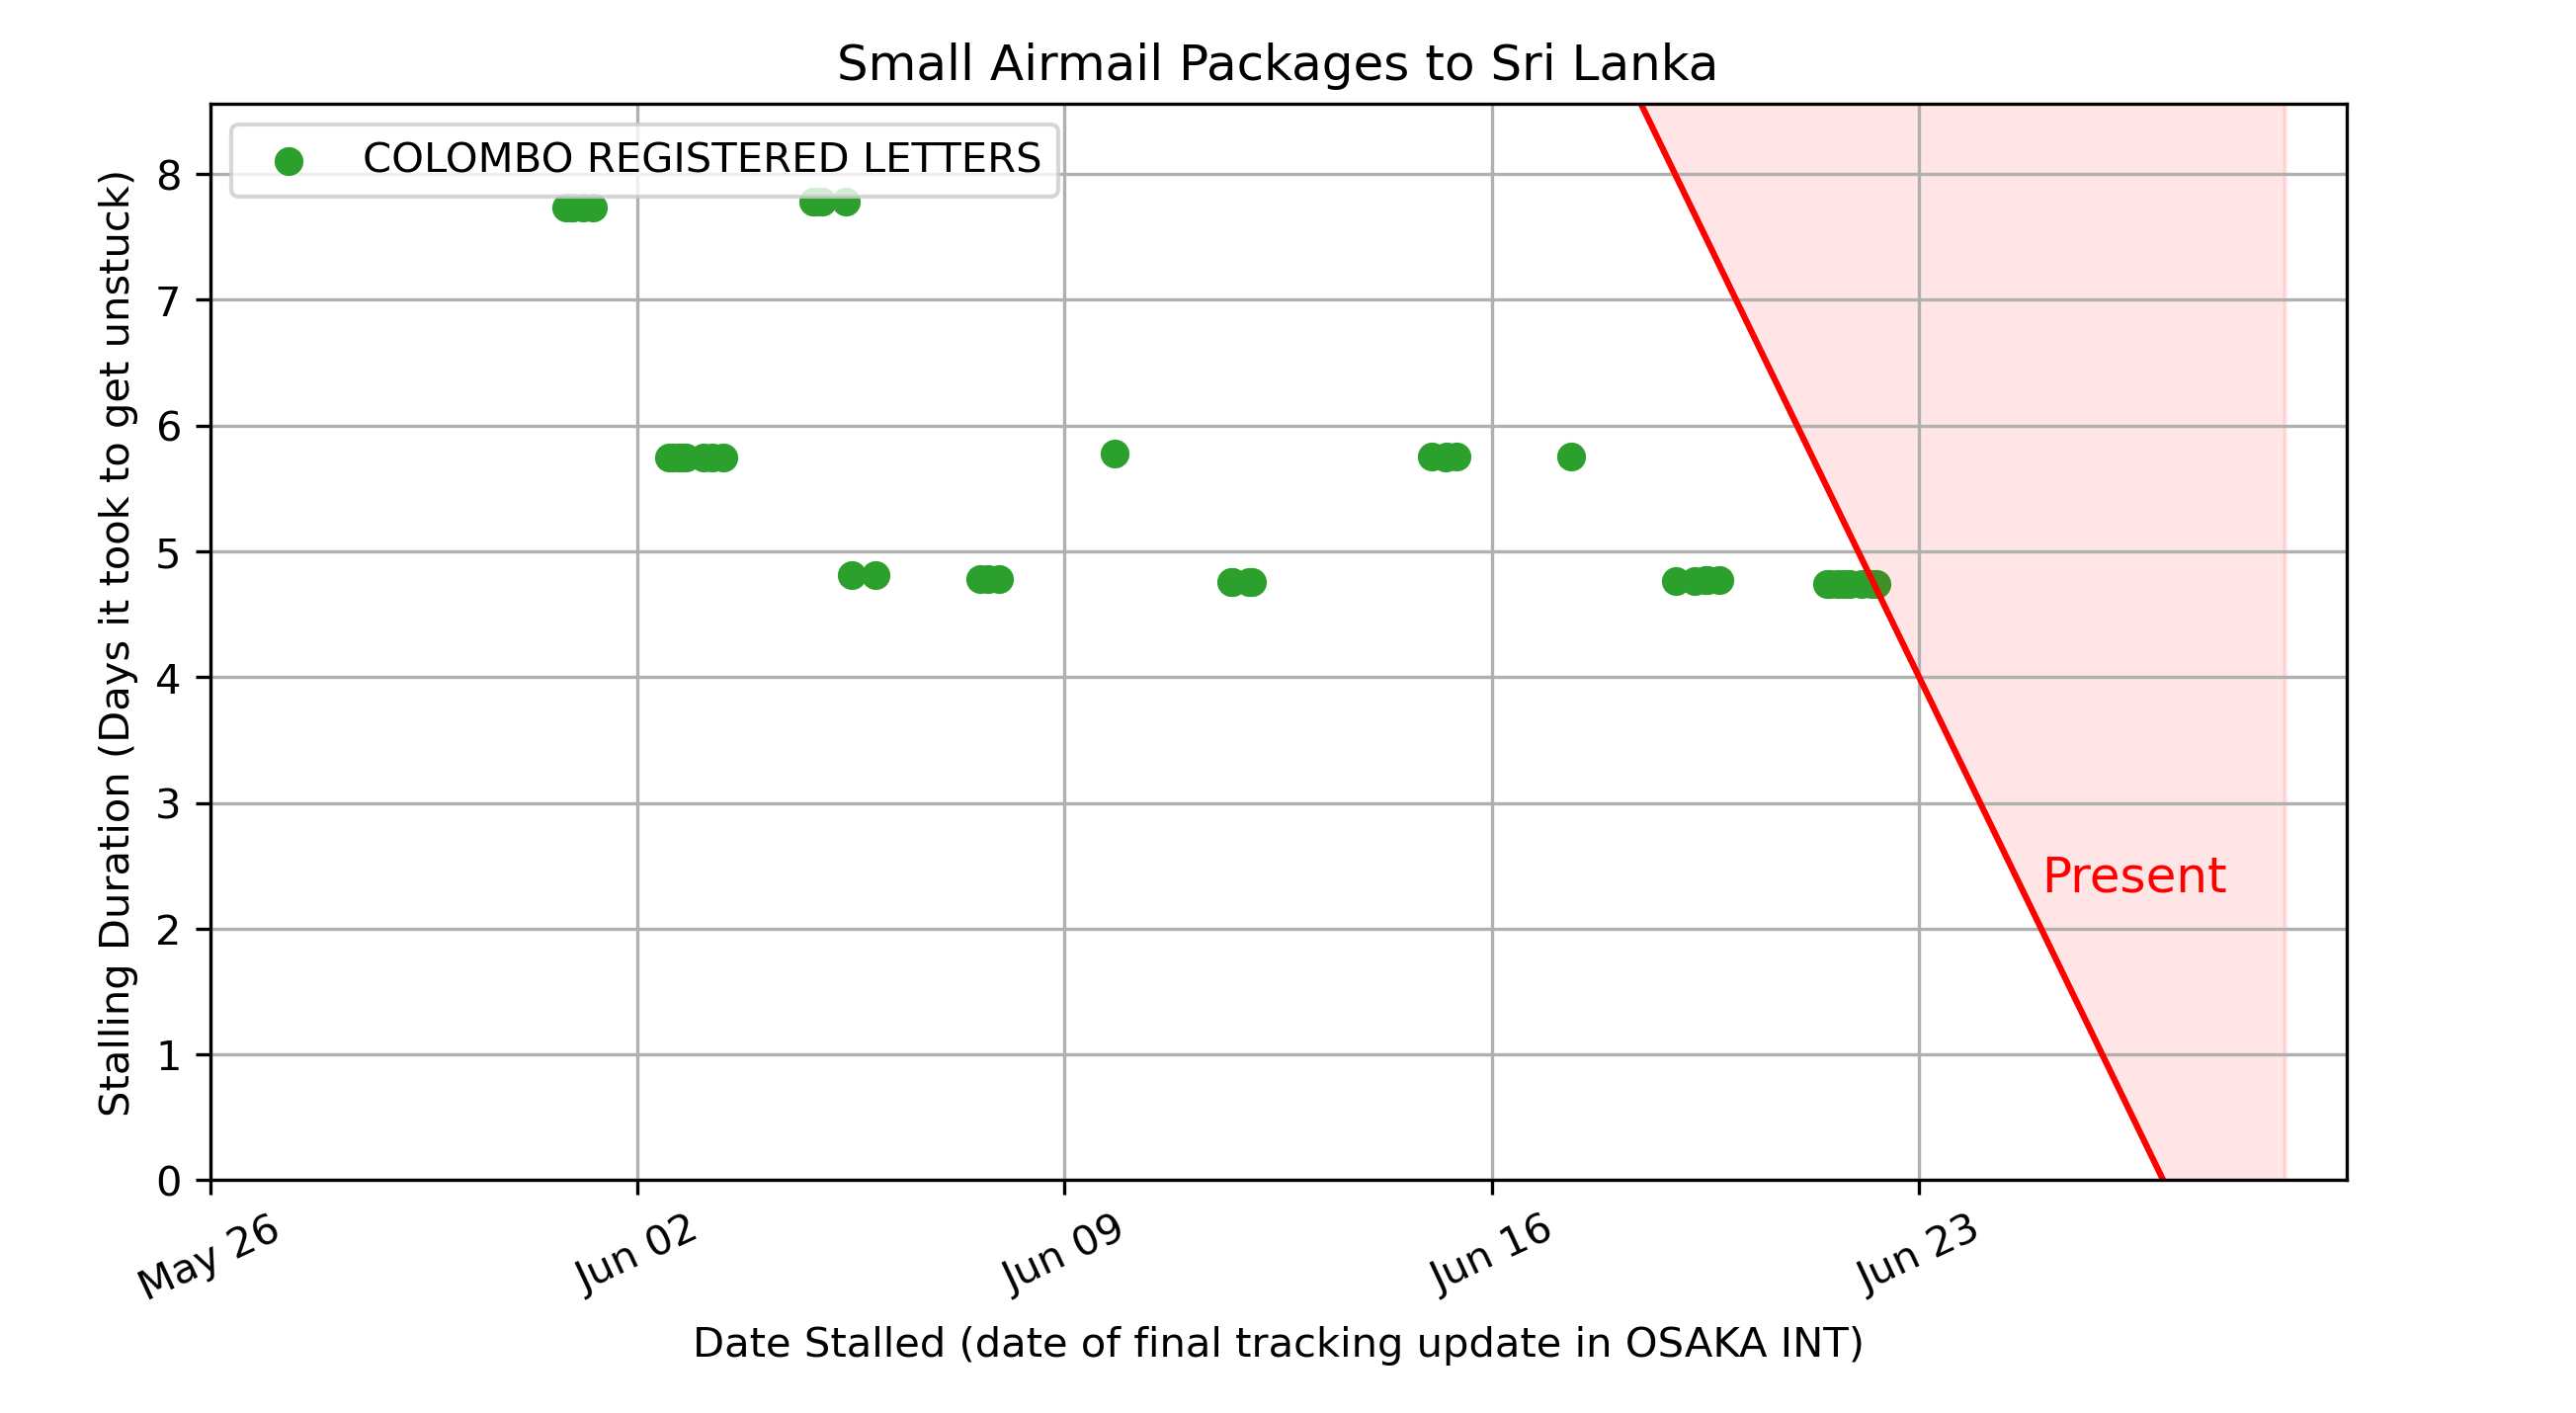 Small Airmail Packages to Sri Lanka
COLOMBO REGISTERED LETTERS
Stalling Duration (Days it took to get unstuck)
8
7
6
5
4
3
2
1
0
Present
May 26
Jun 02
Jun 09
Jun 16
Jun 23
Date Stalled (date of final tracking update in OSAKA INT)